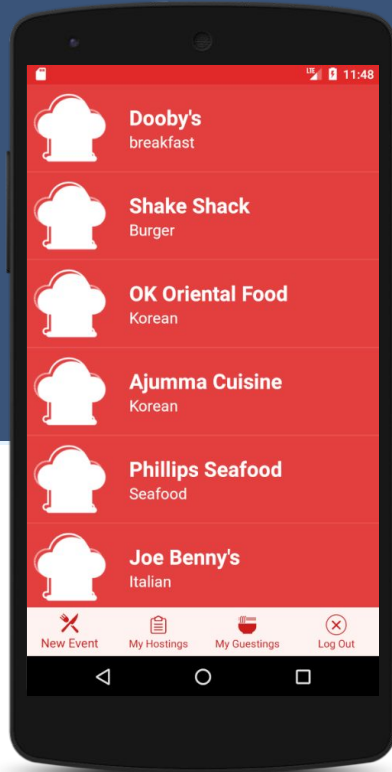 LTE 11:48
Dooby's
breakfast
Shake Shack
Burger
OK Oriental Food
Korean
Ajumma Cuisine
Korean
Phillips Seafood
Seafood
Joe Benny's
Italian
New Event My Hostings My Guestings Log Out